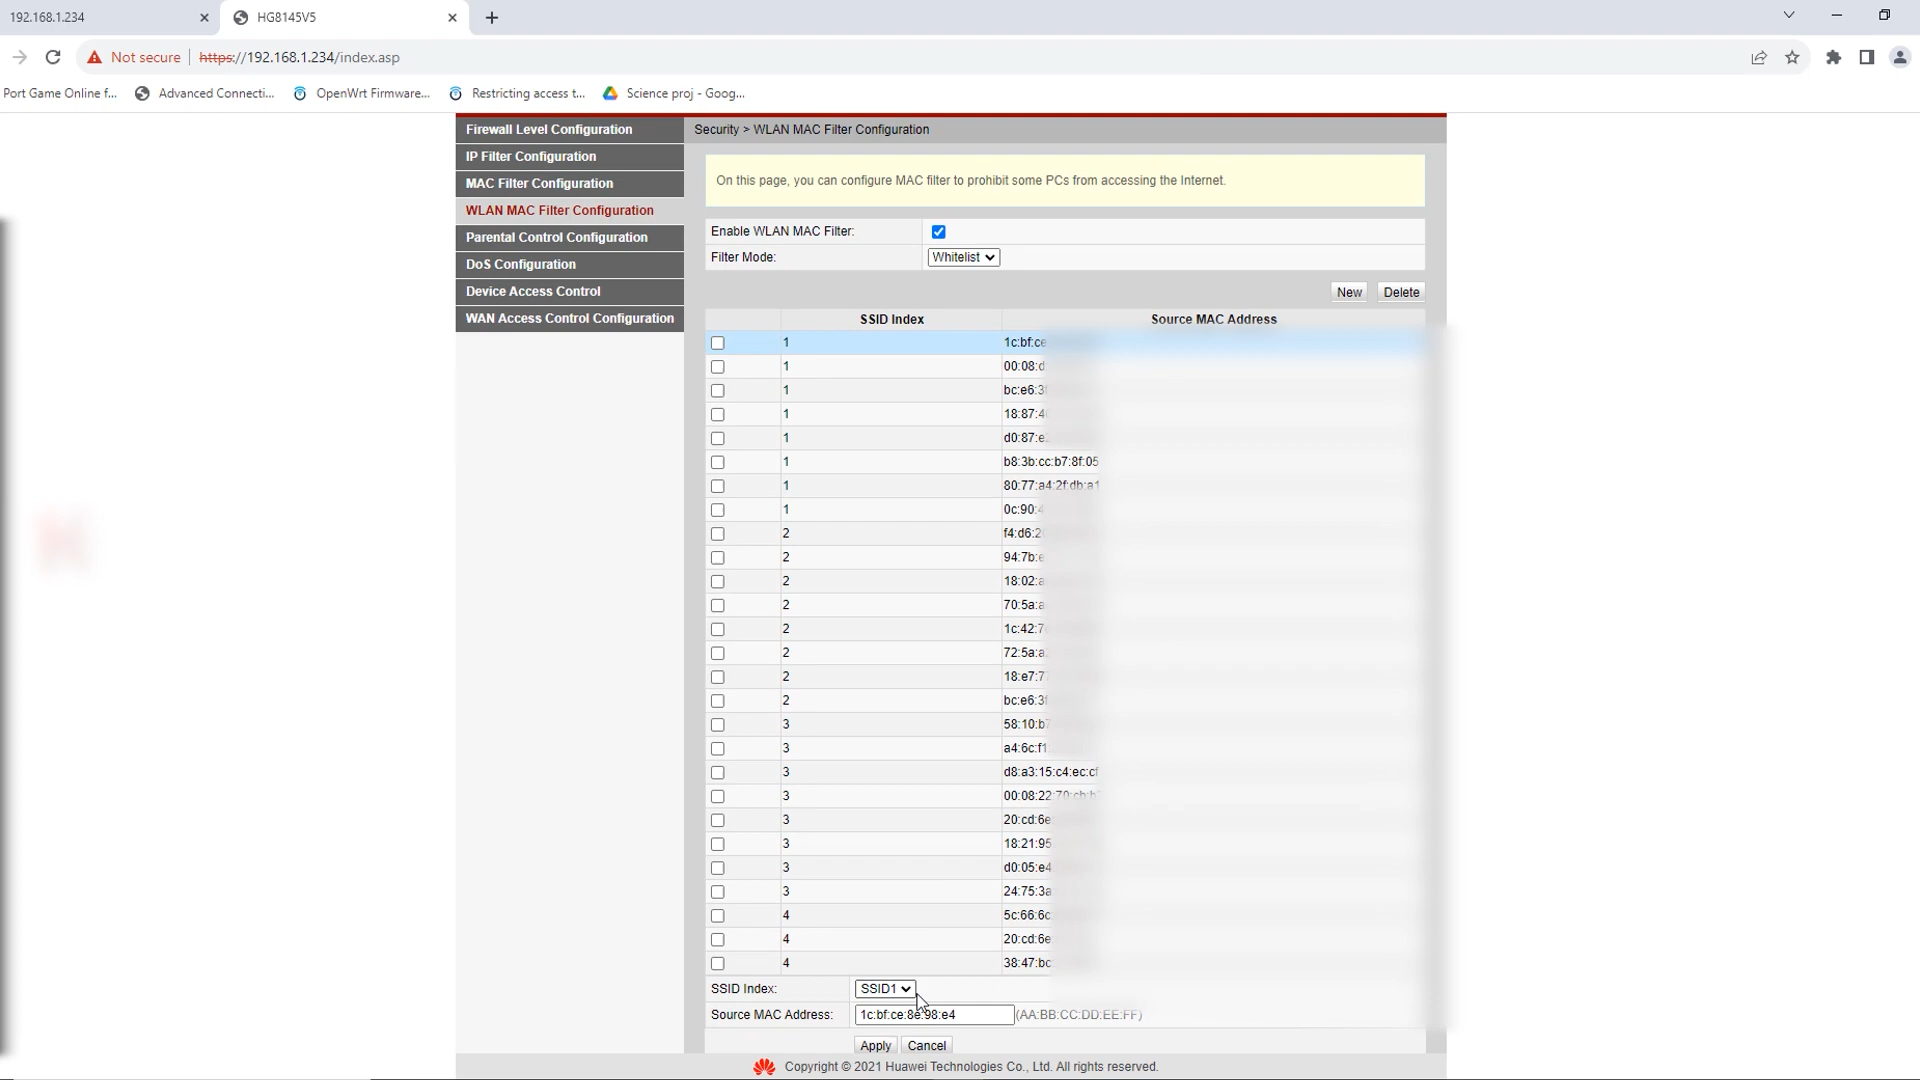 192.168.1.234
HG8145V5
Not secure
https://192.168.1.234/index.asp
Port Game Online f...
Advanced Connecti...
OpenWrt Firmware...
Restricting access t...
Science proj - Goog...
Firewall Level Configuration
IP Filter Configuration
MAC Filter Configuration
WLAN MAC Filter Configuration
Parental Control Configuration
DoS Configuration
Device Access Control
WAN Access Control Configuration
Security > WLAN MAC Filter Configuration
On this page, you can configure MAC filter to prohibit some PCs from accessing the Internet.
Enable WLAN MAC Filter:
Filter Mode: Whitelist
New Delete
SSID Index Source MAC Address
1 1c:bf:ce
1 00:08:d
1 bc:e6:3f
1 18:87:4
1 d0:87:e2
1 b8:3b:cc:b7:8f:05
1 80:77:a4:2f:db:a1
1 0c:90:4
2 f4:d6:20
2 94:7b:e
2 18:02:a
2 70:5a:a
2 1c:42:7
2 72:5a:a
2 18:e7:77
2 bc:e6:3f
3 58:10:b7
3 a4:6c:f1
3 d8:a3:15:c4:ec:cf
3 00:08:22:70:cb:b
3 20:cd:6e
3 18:21:95
3 d0:05:e4
3 24:75:3a
4 5c:66:6c
4 20:cd:6e
4 38:47:bc
SSID Index: SSID1
Source MAC Address: 1c:bf:ce:8e:98:e4 (AA:BB:CC:DD:EE:FF)
Apply Cancel
Copyright © 2021 Huawei Technologies Co., Ltd. All rights reserved.